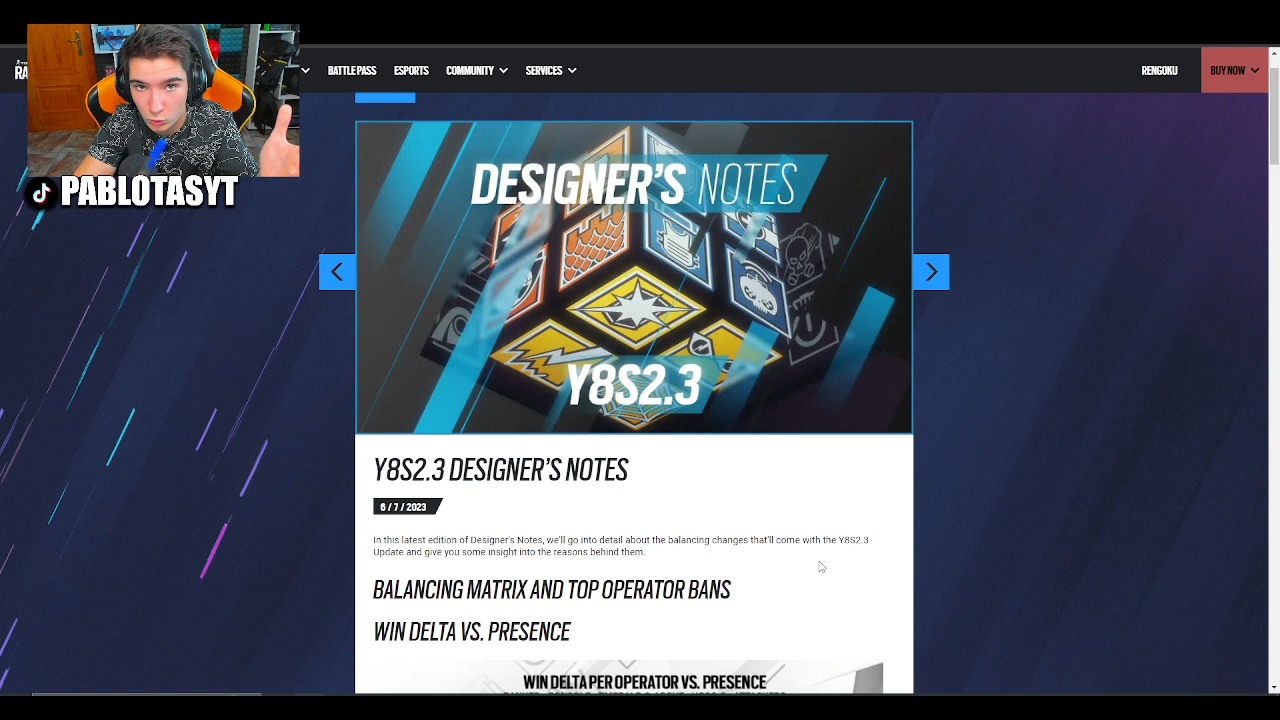 RA
BATTLE PASS
ESPORTS
COMMUNITY
SERVICES
RENGOKU
BUY NOW
PABLOTASYT
DESIGNER'S NOTES
Y8S2.3
Y8S2.3 DESIGNER'S NOTES
6 / 7 / 2023
In this latest edition of Designer's Notes, we'll go into detail about the balancing changes that'll come with the Y8S2.3
Update and give you some insight into the reasons behind them.
BALANCING MATRIX AND TOP OPERATOR BANS
WIN DELTA VS. PRESENCE
WIN DELTA PER OPERATOR VS. PRESENCE